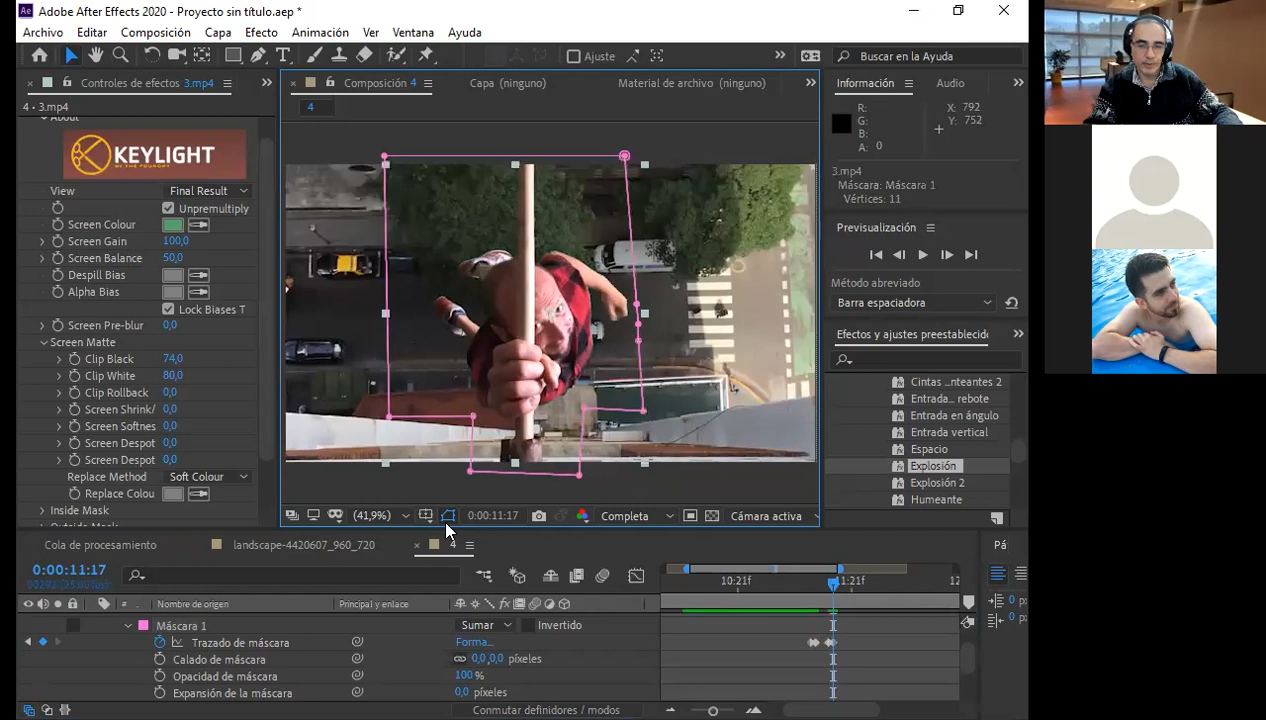 Adobe After Effects 2020 - Proyecto sin título.aep *
Archivo Editar Composición Capa Efecto Animación Ver Ventana Ayuda
Ajuste
Buscar en la Ayuda
Controles de efectos 3.mp4
Composición 4
Capa (ninguno)
Material de archivo (ninguno)
Información
Audio
4 • 3.mp4
4
About
KEYLIGHT
BY THE FOUNDRY
View Final Result
Unpremultiply
Screen Colour
Screen Gain 100,0
Screen Balance 50,0
Despill Bias
Alpha Bias
Lock Biases T
Screen Pre-blur 0,0
Screen Matte
Clip Black 74,0
Clip White 80,0
Clip Rollback 0,0
Screen Shrink/ 0,0
Screen Softnes 0,0
Screen Despot 0,0
Screen Despot 0,0
Replace Method Soft Colour
Replace Colou
Inside Mask
R:
G:
B:
A: 0
X: 792
Y: 752
3.mp4
Máscara: Máscara 1
Vértices: 11
Previsualización
Método abreviado
Barra espaciadora
Efectos y ajustes preestablecid
Cintas ...nteantes 2
Entrada... rebote
Entrada en ángulo
Entrada vertical
Espacio
Explosión
Explosión 2
Humeante
(41,9%)
0:00:11:17
Completa
Cámara activa
Cola de procesamiento
landscape-4420607_960_720
4
Pá
0:00:11:17
10:21f
11:21f
12
Nombre de origen
Principal y enlace
Máscara 1
Sumar
Invertido
Trazado de máscara
Forma...
Calado de máscara
0,0,0,0 píxeles
Opacidad de máscara
100 %
Expansión de la máscara
0,0 píxeles
Conmutar definidores / modos
0 px
0 p